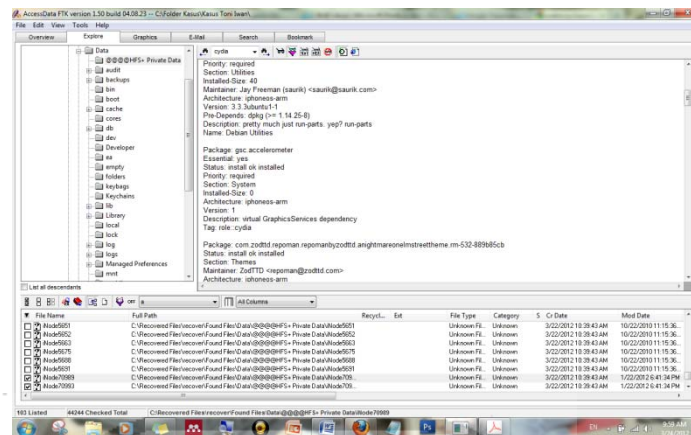 AccessData FTK version 1.50 build 04.08.23 -- C:\Folder Kasus\Kasus Toni Iwan\
File Edit View Tools Help
Overview Explore Graphics E-Mail Search Bookmark
Data
@@@@HFS+ Private Data
audit
backups
bin
boot
cache
cores
db
dev
Developer
ea
empty
folders
keybags
Keychains
lib
Library
local
lock
log
logs
Managed Preferences
mnt
List all descendants
cydia
Priority: required
Section: Utilities
Installed-Size: 40
Maintainer: Jay Freeman (saurik) <saurik@saurik.com>
Architecture: iphoneos-arm
Version: 3.3.3ubuntu1-1
Pre-Depends: dpkg (>= 1.14.25-8)
Description: pretty much just run-parts. yep? run-parts
Name: Debian Utilities
Package: gsc.accelerometer
Essential: yes
Status: install ok installed
Priority: required
Section: System
Installed-Size: 0
Architecture: iphoneos-arm
Version: 1
Description: virtual GraphicsServices dependency
Tag: role::cydia
Package: com.zodttd.repoman.repomanbyzodttd.anightmareonelmstreettheme.rm-532-889b85cb
Status: install ok installed
Section: Themes
Maintainer: ZodTTD <repoman@zodttd.com>
Architecture: iphoneos-arm
OFF All Columns
File Name Full Path Recycl... Ext File Type Category S Cr Date Mod Date
iNode5651 C:\Recovered Files\recover\Found Files\Data\@@@@HFS+ Private Data\iNode5651 Unknown Fil... Unknown 3/22/2012 10:39:43 AM 10/22/2010 11:15:36...
iNode5652 C:\Recovered Files\recover\Found Files\Data\@@@@HFS+ Private Data\iNode5652 Unknown Fil... Unknown 3/22/2012 10:39:43 AM 10/22/2010 11:15:36...
iNode5663 C:\Recovered Files\recover\Found Files\Data\@@@@HFS+ Private Data\iNode5663 Unknown Fil... Unknown 3/22/2012 10:39:43 AM 10/22/2010 11:15:36...
iNode5675 C:\Recovered Files\recover\Found Files\Data\@@@@HFS+ Private Data\iNode5675 Unknown Fil... Unknown 3/22/2012 10:39:43 AM 10/22/2010 11:15:36...
iNode5688 C:\Recovered Files\recover\Found Files\Data\@@@@HFS+ Private Data\iNode5688 Unknown Fil... Unknown 3/22/2012 10:39:43 AM 10/22/2010 11:15:36...
iNode5691 C:\Recovered Files\recover\Found Files\Data\@@@@HFS+ Private Data\iNode5691 Unknown Fil... Unknown 3/22/2012 10:39:43 AM 10/22/2010 11:15:36...
iNode70989 C:\Recovered Files\recover\Found Files\Data\@@@@HFS+ Private Data\iNode709... Unknown Fil... Unknown 3/22/2012 10:39:43 AM 1/22/2012 6:41:34 PM
iNode70993 C:\Recovered Files\recover\Found Files\Data\@@@@HFS+ Private Data\iNode709... Unknown Fil... Unknown 3/22/2012 10:39:43 AM 1/22/2012 6:41:34 PM
103 Listed 44244 Checked Total C:\Recovered Files\recover\Found Files\Data\@@@@HFS+ Private Data\iNode70989
EN 9:59 AM